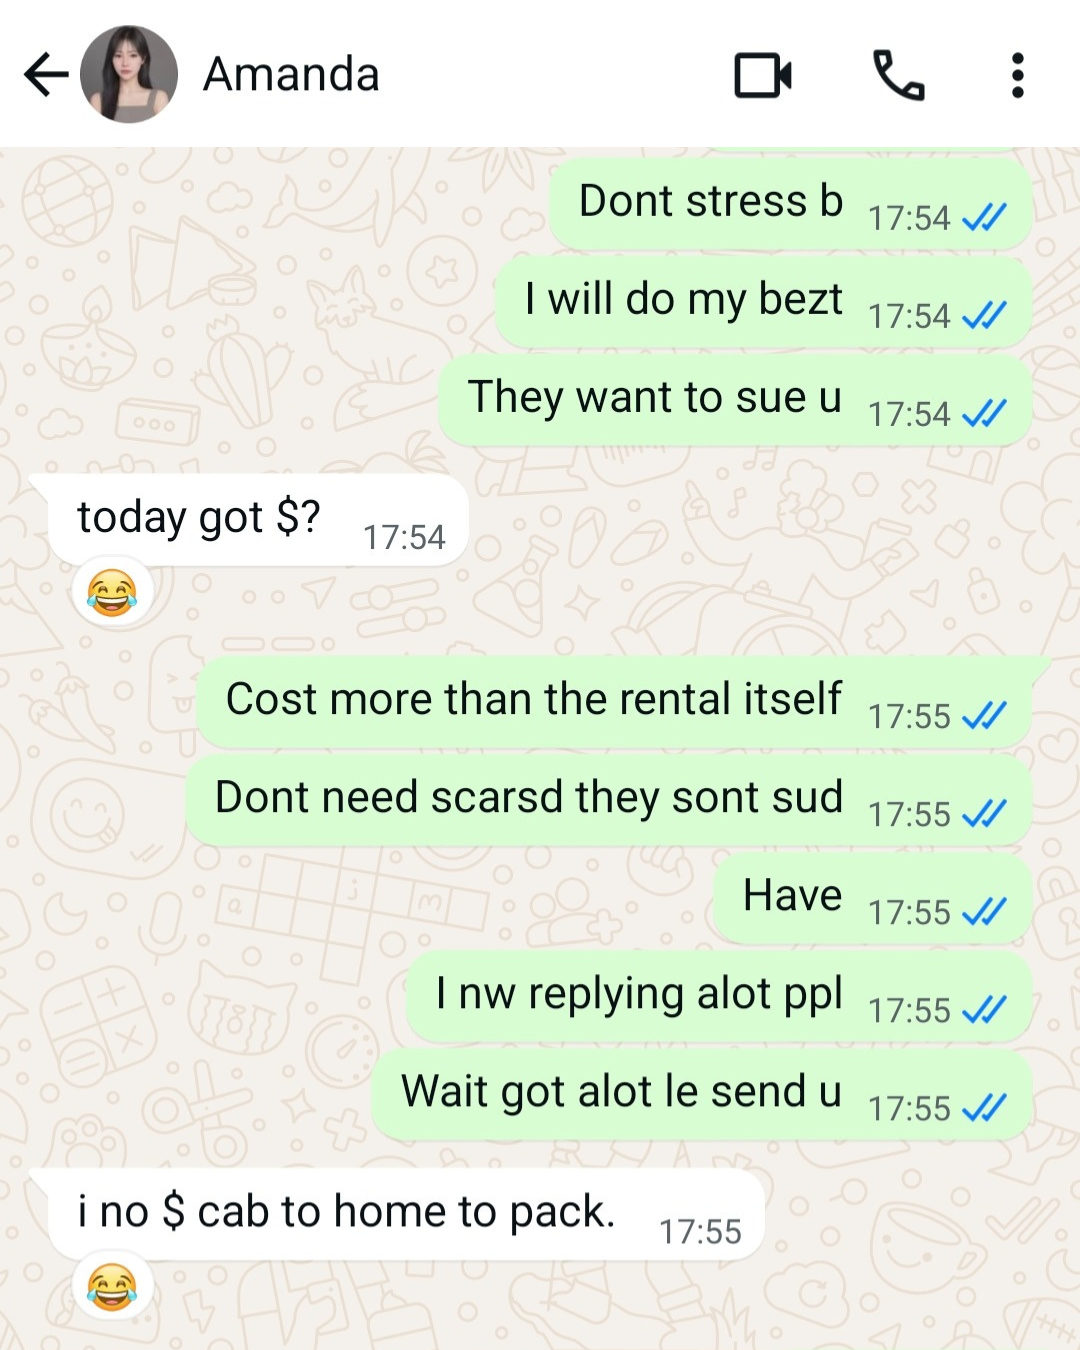 Amanda
Dont stress b 17:54
I will do my bezt 17:54
They want to sue u 17:54
today got $? 17:54
Cost more than the rental itself 17:55
Dont need scarsd they sont sud 17:55
Have 17:55
I nw replying alot ppl 17:55
Wait got alot le send u 17:55
i no $ cab to home to pack. 17:55